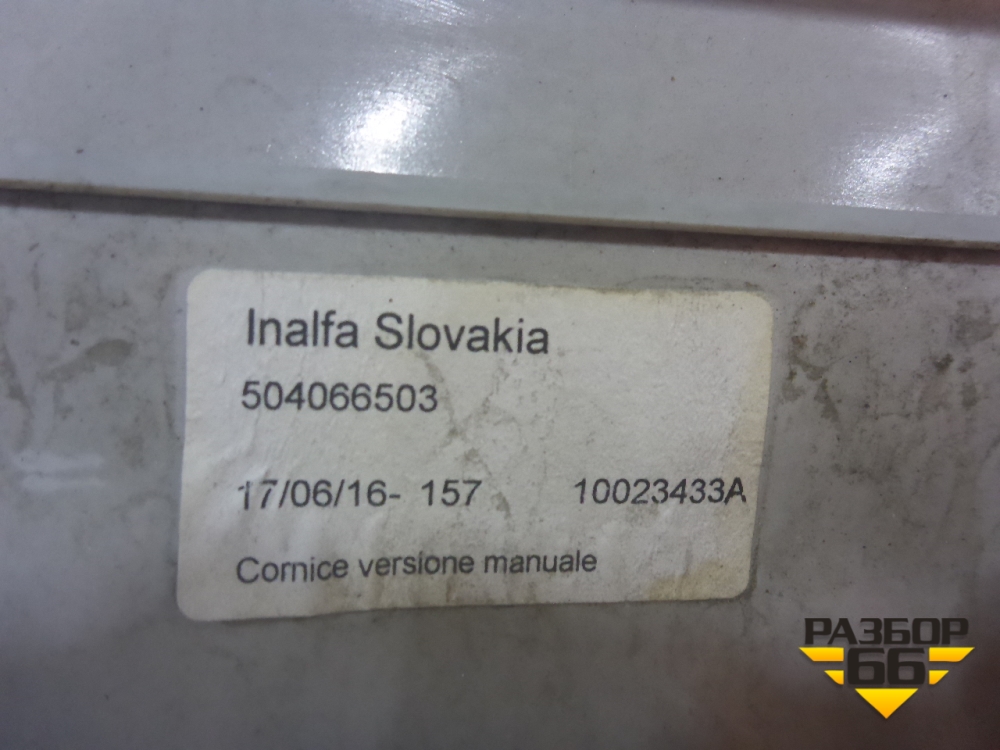 Inalfa Slovakia
504066503
17/06/16- 157 10023433A
Cornice versione manuale
РАЗБОР
66